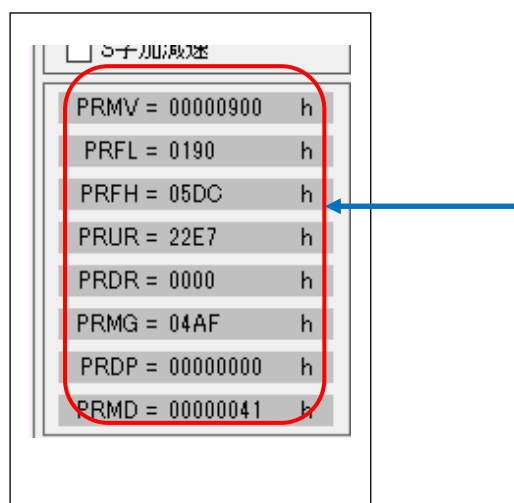 S字加減速
PRMV = 00000900 h
PRFL = 0190 h
PRFH = 05DC h
PRUR = 22E7 h
PRDR = 0000 h
PRMG = 04AF h
PRDP = 00000000 h
PRMD = 00000041 h